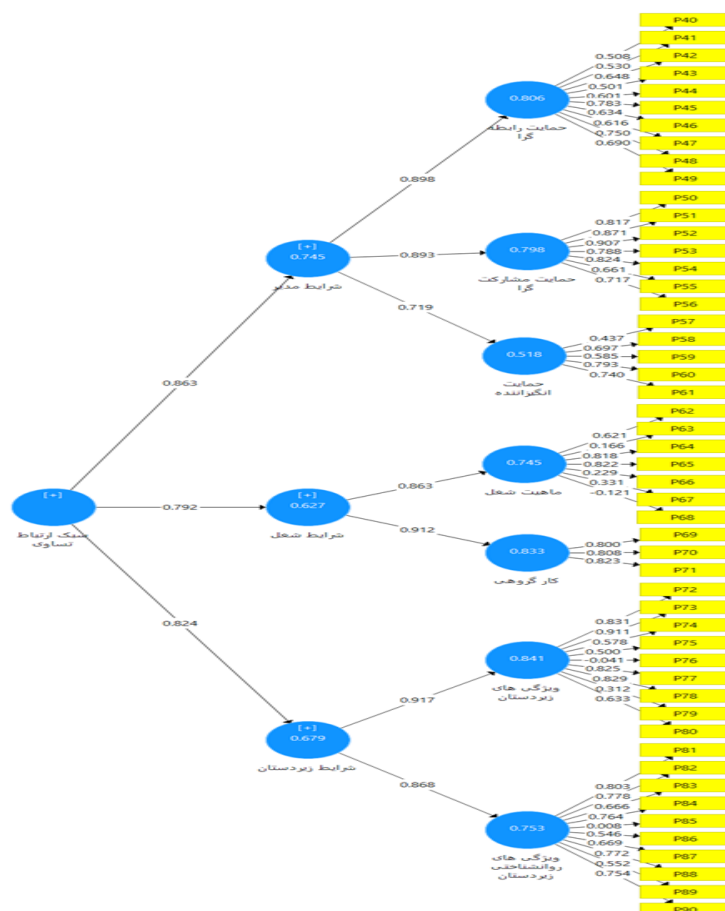 P40
P41
P42
P43
P44
P45
P46
P47
P48
P49
0.508
0.530
0.648
0.501
0.601
0.783
0.634
0.616
0.750
0.690
0.806
حمایت رابطه
گرا
0.898
P50
P51
P52
P53
P54
P55
P56
0.817
0.871
0.907
0.788
0.824
0.661
0.717
0.798
حمایت مشارکت
گرا
0.893
[+]
0.745
شرایط مدیر
0.719
P57
P58
P59
P60
P61
0.437
0.697
0.585
0.793
0.740
0.518
حمایت
انگیزاننده
0.863
P62
P63
P64
P65
P66
P67
P68
0.621
0.166
0.818
0.822
0.229
0.331
-0.121
0.745
ماهیت شغل
0.863
[+]
سبک ارتباط
تساوی
0.792
[+]
0.627
شرایط شغل
0.912
P69
P70
P71
0.800
0.808
0.823
0.833
کار گروهی
0.824
P72
P73
P74
P75
P76
P77
P78
P79
P80
0.831
0.911
0.578
0.500
-0.041
0.825
0.829
0.312
0.633
0.841
ویژگی های
زیردستان
0.917
[+]
0.679
شرایط زیردستان
0.868
P81
P82
P83
P84
P85
P86
P87
P88
P89
P90
0.803
0.778
0.666
0.764
0.008
0.546
0.669
0.772
0.552
0.754
0.753
ویژگی های
روانشناختی
زیردستان